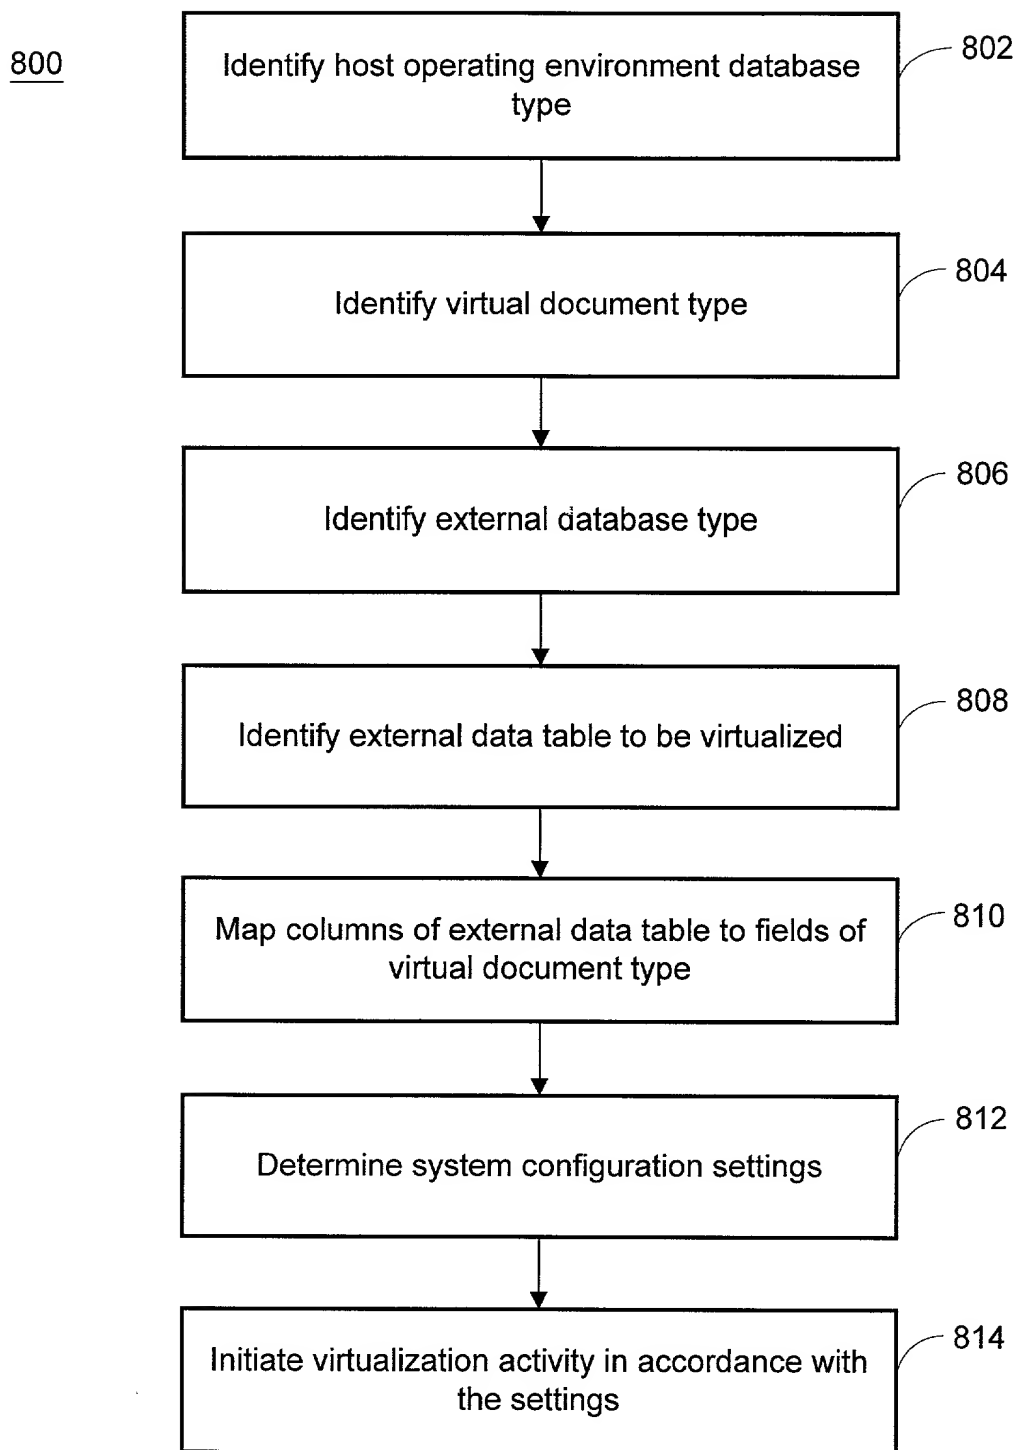 800
Identify host operating environment database
type
802
Identify virtual document type
804
Identify external database type
806
Identify external data table to be virtualized
808
Map columns of external data table to fields of
virtual document type
810
Determine system configuration settings
812
Initiate virtualization activity in accordance with
the settings
814